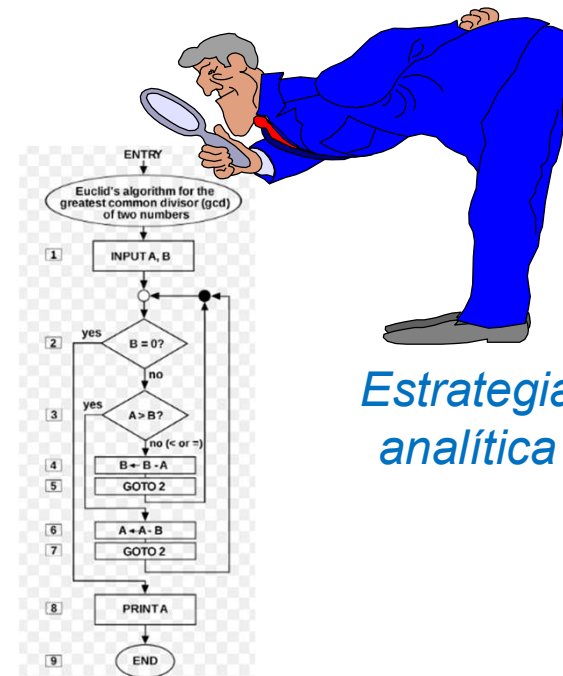 ENTRY
Euclid's algorithm for the
greatest common divisor (gcd)
of two numbers
1
INPUT A, B
yes
2
B = 0?
no
yes
3
A > B?
no (< or =)
4
B ← B - A
5
GOTO 2
6
A ← A - B
7
GOTO 2
8
PRINT A
9
END
Estrategia
analítica